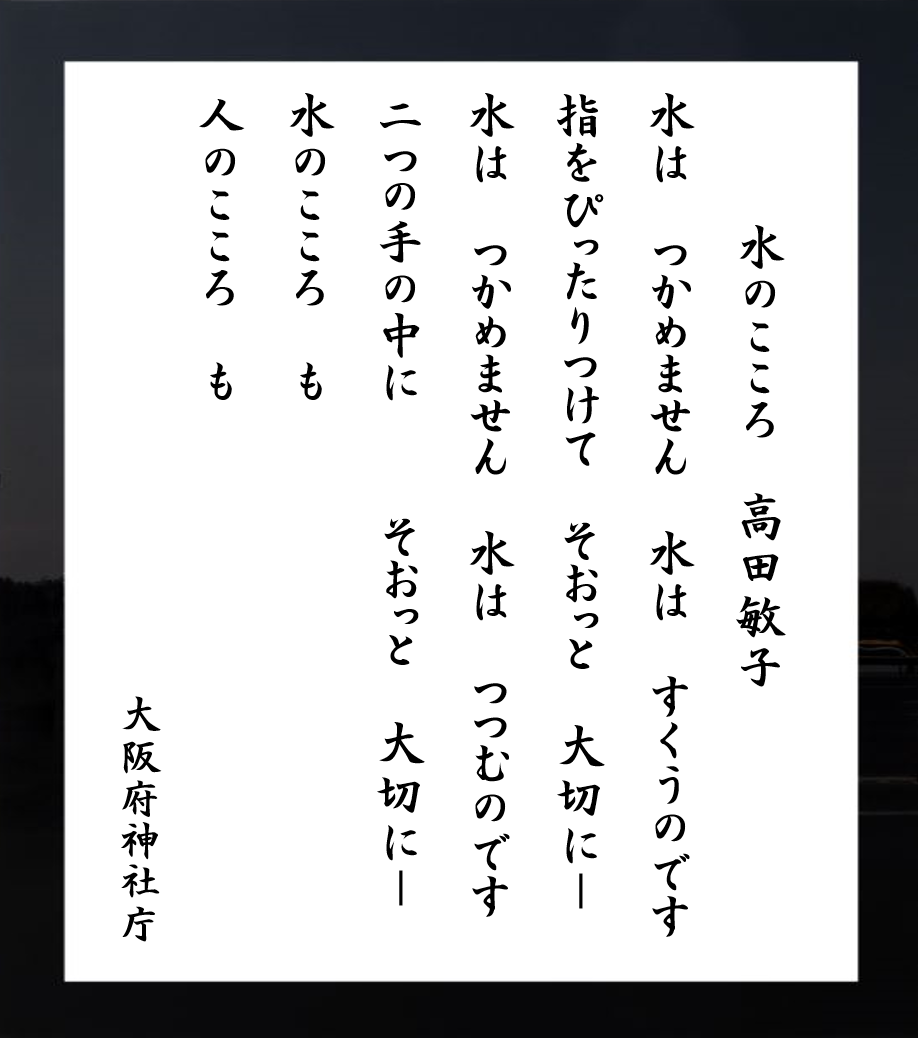 水のこころ　高田敏子
水は　つかめません　水は　すくうのです
指をぴったりつけて　そおっと　大切に―
水は　つかめません　水は　つつむのです
二つの手の中に　　そおっと　大切に―
水のこころ　も
人のこころ　も
大阪府神社庁